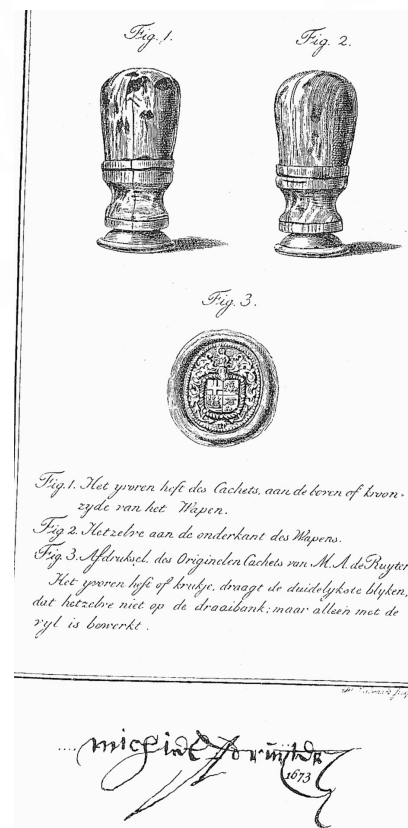 Fig. 1.
Fig. 2.
Fig. 3.
Fig. 1. Het yvoren heft des Cachets, aan de boven of kroon-
zyde van het Wapen.
Fig. 2. Hetzelve aan de onderkant des Wapens.
Fig. 3. Afdruksel, des Originelen Cachets van M. A. de Ruyter
Het yvoren heft of krukje, draagt de duidelykste blyken,
dat hetzelve niet op de draaibank; maar alleen met de
vyl is bewerkt.
1673